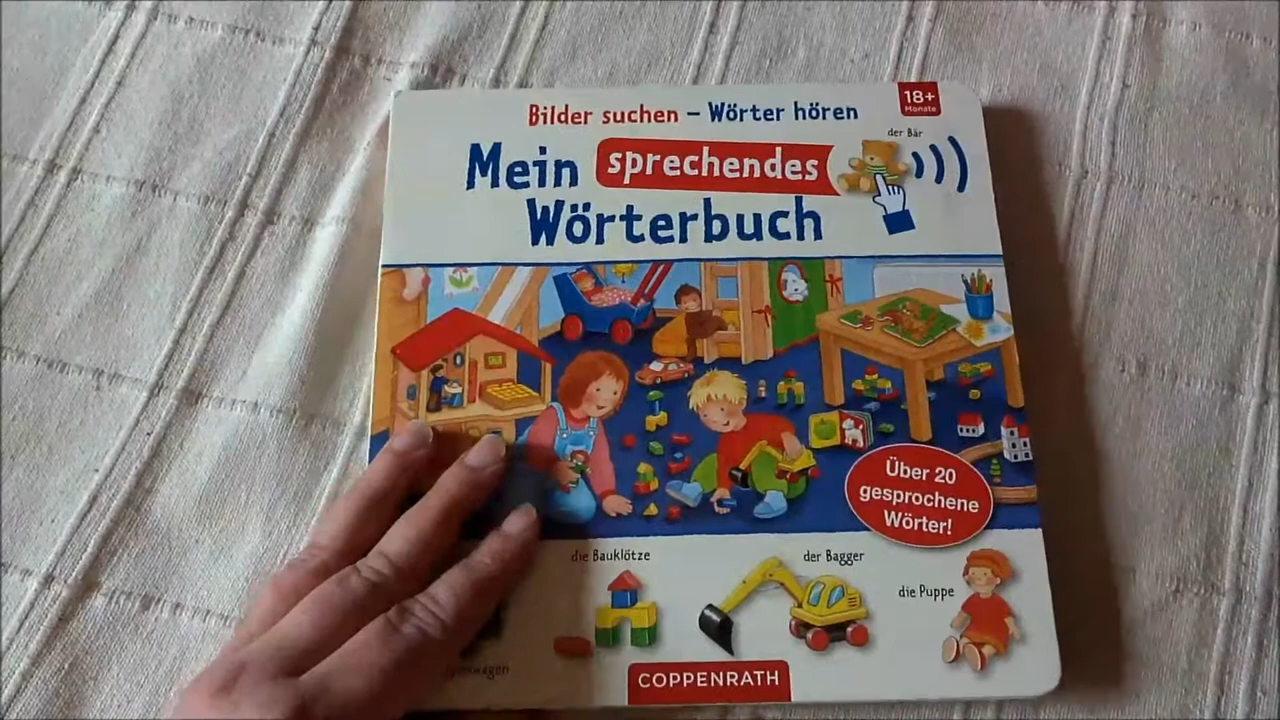 Bilder suchen – Wörter hören
18+
Monate
der Bär
Mein sprechendes
Wörterbuch
Über 20
gesprochene
Wörter!
die Bauklötze
der Bagger
die Puppe
COPPENRATH